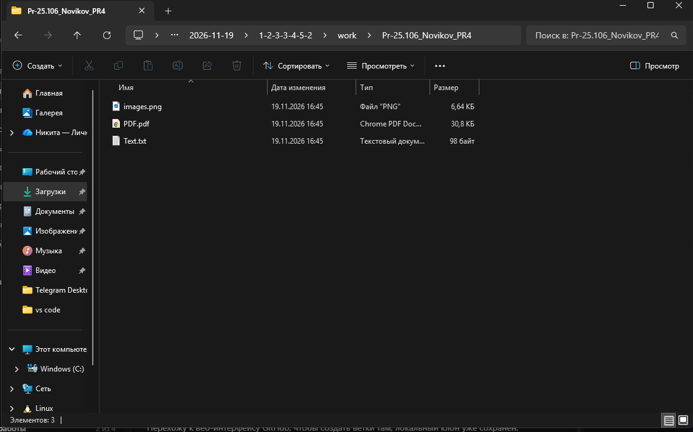 Pr-25.106_Novikov_PR4
2026-11-19 > 1-2-3-3-4-5-2 > work > Pr-25.106_Novikov_PR4
Поиск в: Pr-25.106_Novikov_PR4
Создать
Сортировать
Просмотреть
Просмотр
Имя
Дата изменения
Тип
Размер
images.png 19.11.2026 16:45 Файл "PNG" 6,64 КБ
PDF.pdf 19.11.2026 16:45 Chrome PDF Doc... 30,8 КБ
Text.txt 19.11.2026 16:45 Текстовый докум... 98 байт
Главная
Галерея
Никита — Личн
Рабочий сто
Загрузки
Документы
Изображени
Музыка
Видео
Telegram Deskto
vs code
Этот компьюте
Windows (C:)
Сеть
Linux
Элементов: 3